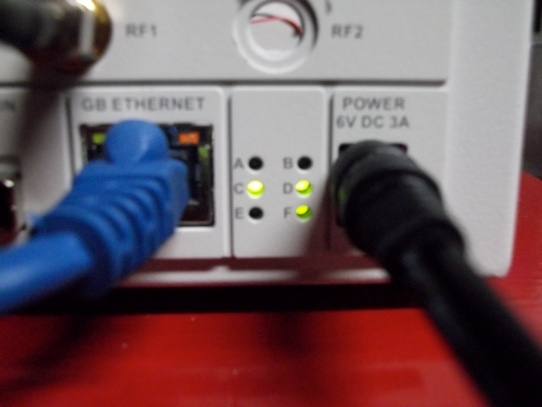 RF1
RF2
GB ETHERNET
POWER
6V DC 3A
A B
C D
E F